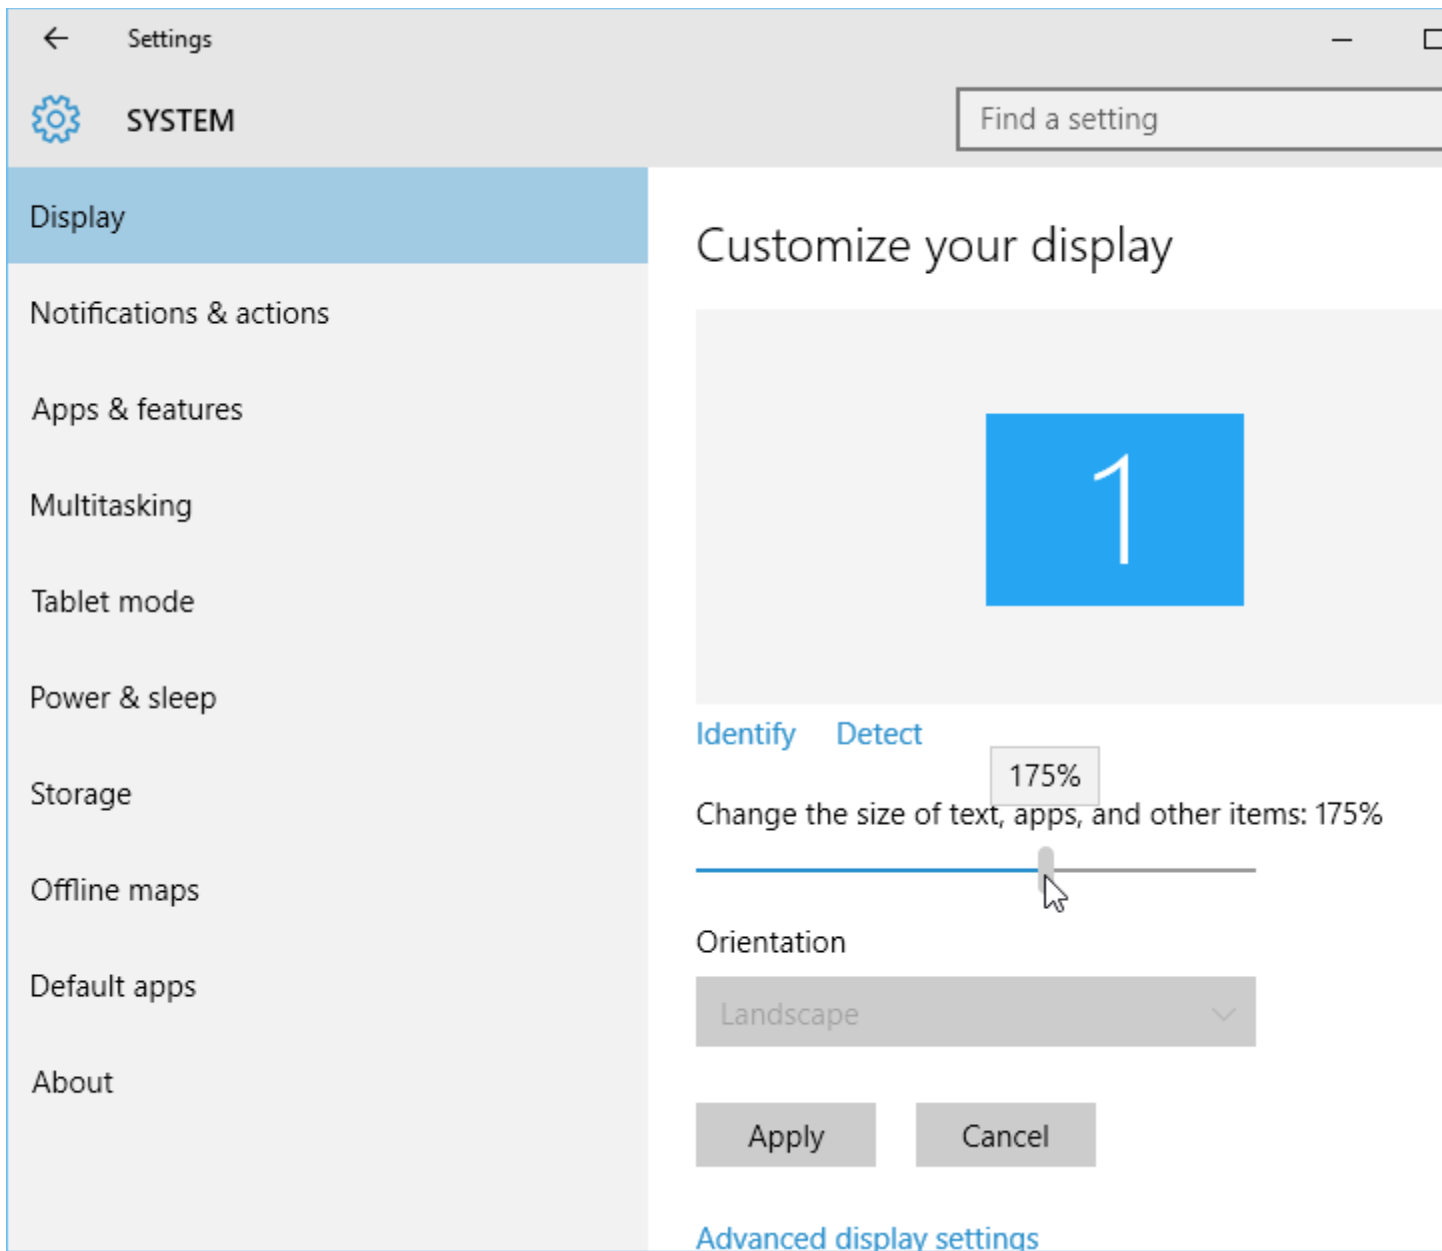 Settings
SYSTEM
Find a setting
Display
Notifications & actions
Apps & features
Multitasking
Tablet mode
Power & sleep
Storage
Offline maps
Default apps
About
Customize your display
1
Identify Detect
175%
Change the size of text, apps, and other items: 175%
Orientation
Landscape
Apply Cancel
Advanced display settings